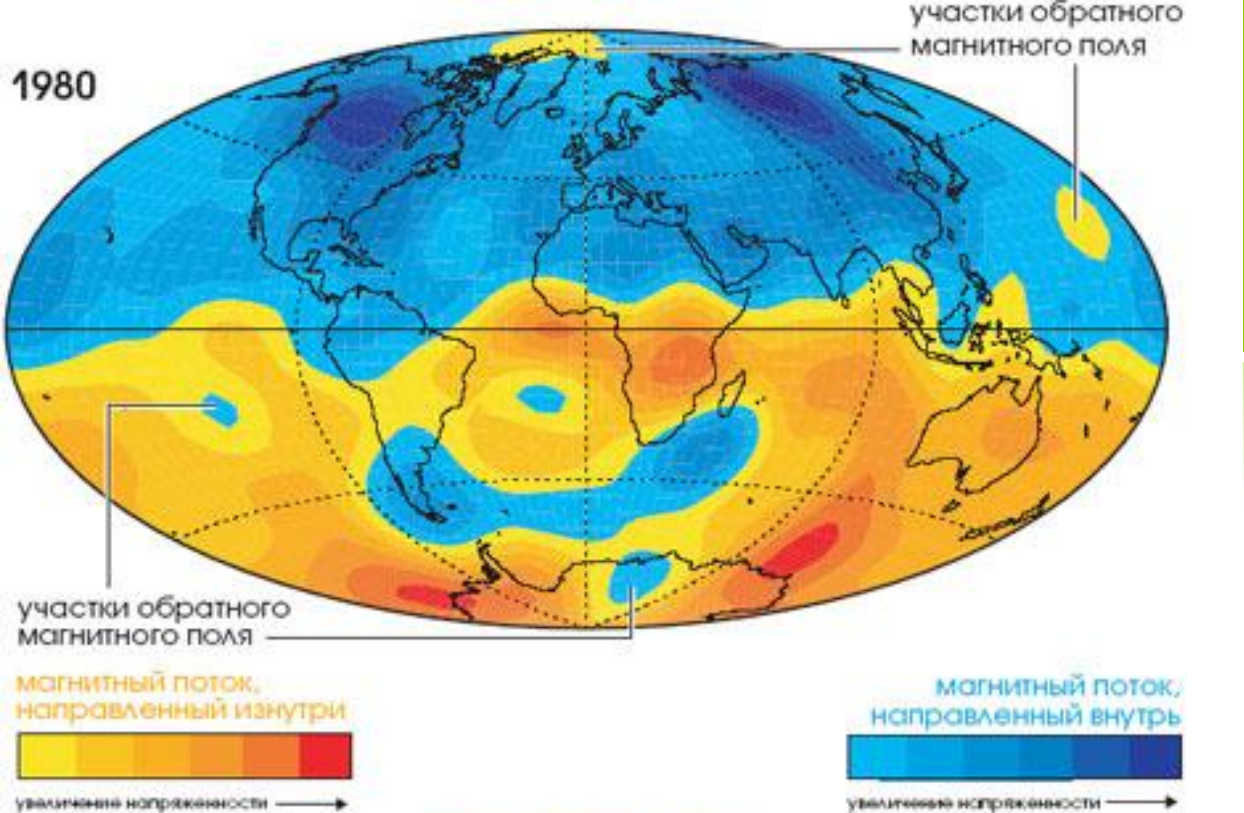 участки обратного
магнитного поля
1980
участки обратного
магнитного поля
магнитный поток,
направленный изнутри
увеличение напряженности
магнитный поток,
направленный внутрь
увеличение напряженности